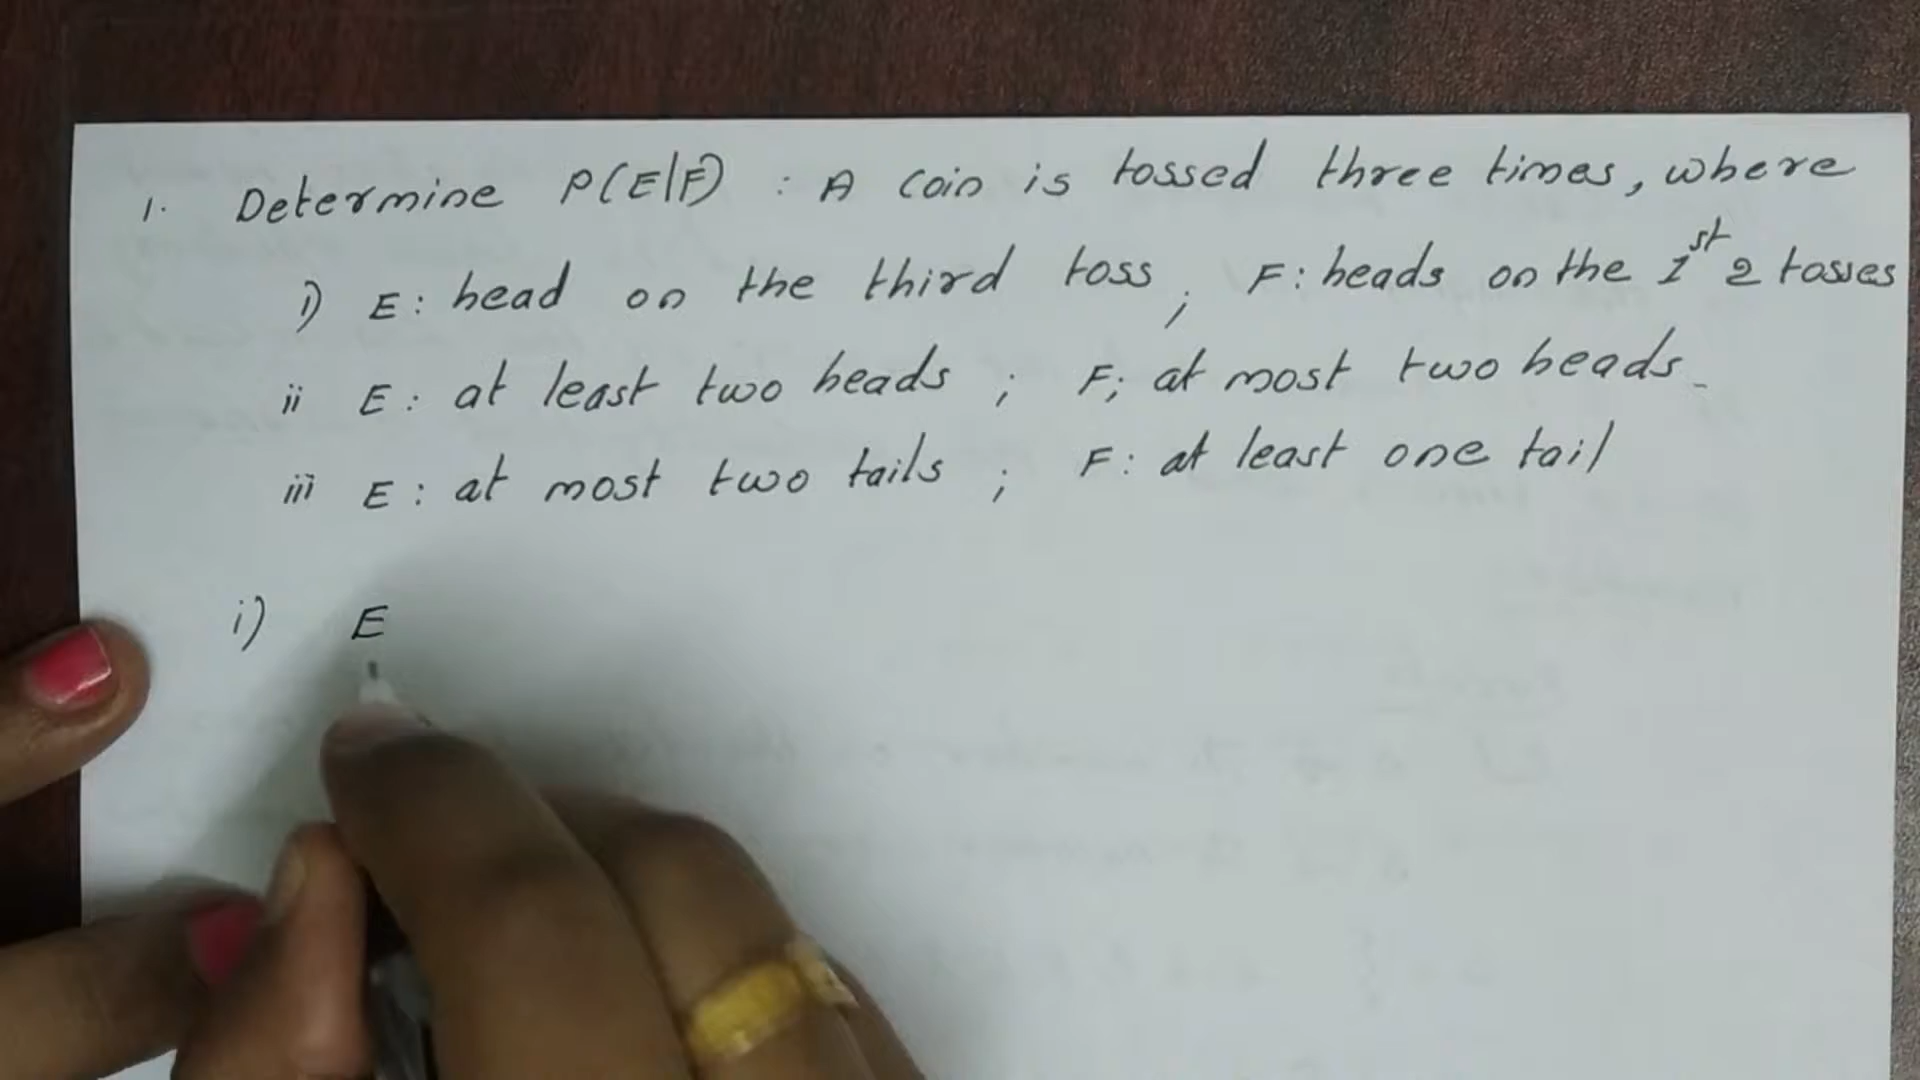 1. Determine P(E|F) : A coin is tossed three times, where
i) E: head on the third toss ; F: heads on the 1st 2 tosses
ii E: at least two heads ; F; at most two heads
iii E: at most two tails ; F: at least one tail
i) E